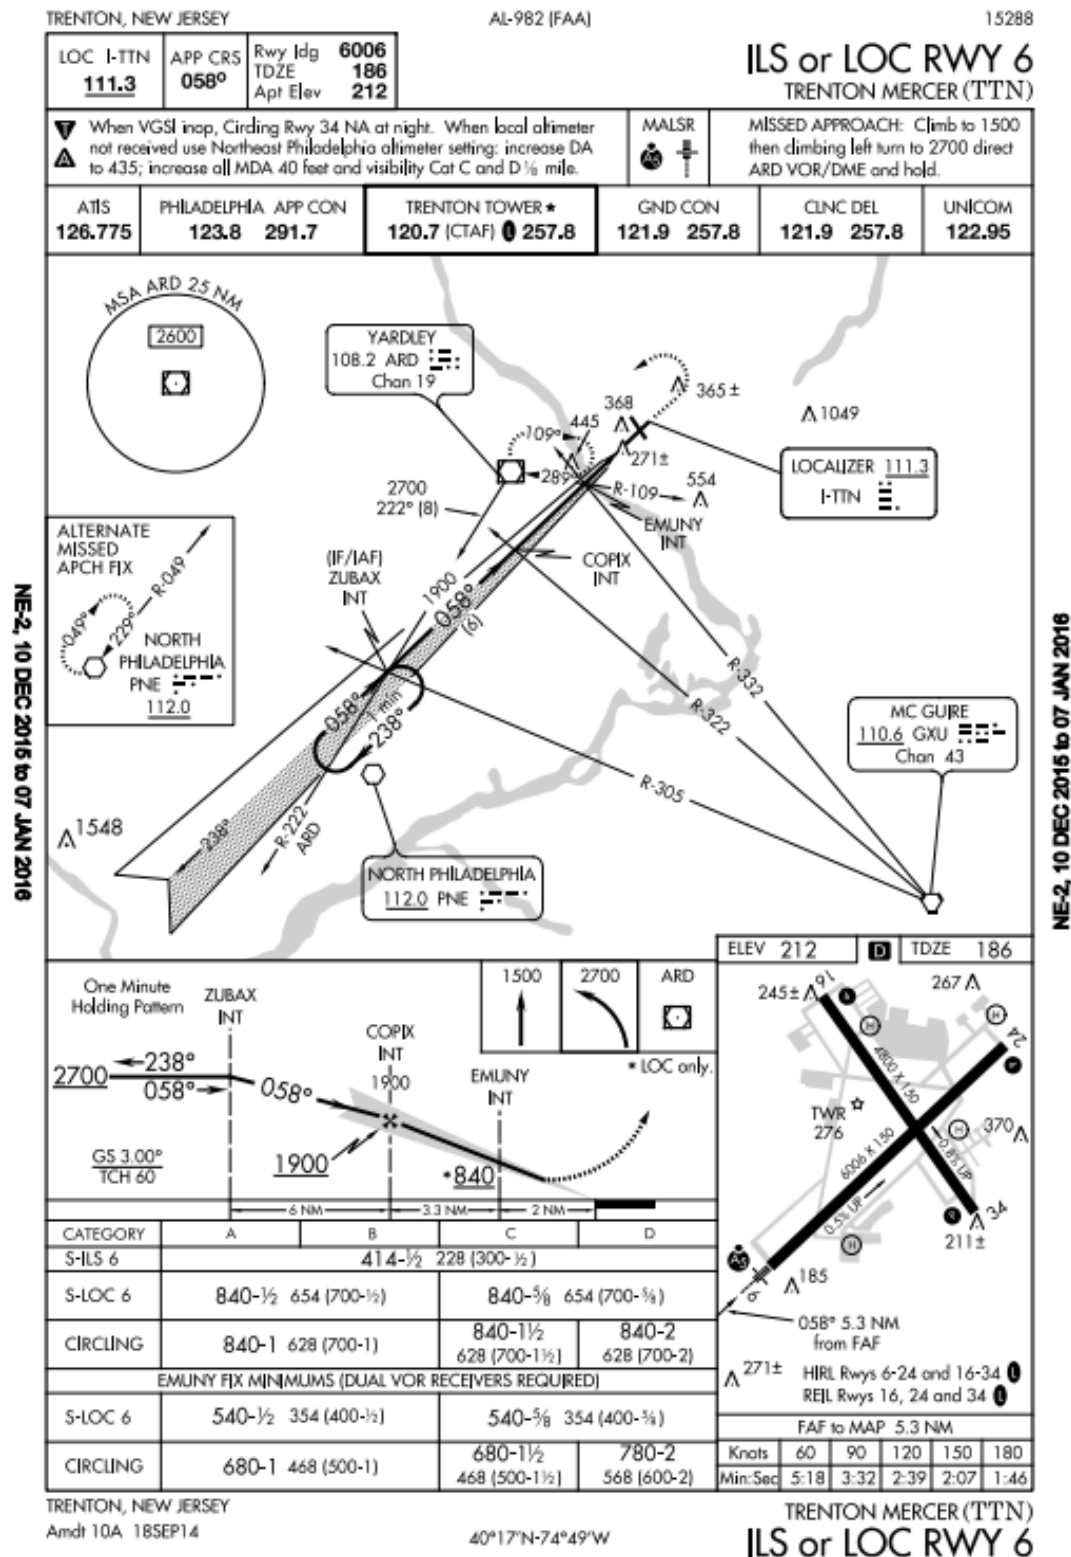 TRENTON, NEW JERSEY
AL-982 (FAA)
15288
LOC I-TTN
111.3
APP CRS
058°
Rwy ldg 6006
TDZE 186
Apt Elev 212
ILS or LOC RWY 6
TRENTON MERCER (TTN)
T
A
When VGSI inop, Circling Rwy 34 NA at night. When local altimeter
not received use Northeast Philadelphia altimeter setting: increase DA
to 435; increase all MDA 40 feet and visibility Cat C and D ⅛ mile.
MALSR
A5
MISSED APPROACH: Climb to 1500
then climbing left turn to 2700 direct
ARD VOR/DME and hold.
ATIS
126.775
PHILADELPHIA APP CON
123.8 291.7
TRENTON TOWER★
120.7 (CTAF) L 257.8
GND CON
121.9 257.8
CLNC DEL
121.9 257.8
UNICOM
122.95
MSA ARD 25 NM
2600
YARDLEY
108.2 ARD
Chan 19
365±
368
445
1049
109°
289°
271±
LOCALIZER 111.3
I-TTN
R-109
554
2700
222° (8)
EMUNY
INT
COPIX
INT
ALTERNATE
MISSED
APCH FIX
R-049
049°
229°
NORTH
PHILADELPHIA
PNE
112.0
(IF/IAF)
ZUBAX
INT
1900
058°
(6)
R-332
R-322
R-305
058°
1 min
238°
MC GUIRE
110.6 GXU
Chan 43
1548
238°
R-222
ARD
NORTH PHILADELPHIA
112.0 PNE
NE-2, 10 DEC 2015 to 07 JAN 2016
NE-2, 10 DEC 2015 to 07 JAN 2016
One Minute
Holding Pattern
ZUBAX
INT
COPIX
INT
1900
EMUNY
INT
1500
2700
ARD
* LOC only.
2700
238°
058°
058°
GS 3.00°
TCH 60
1900
*840
6 NM
3.3 NM
2 NM
ELEV 212
D
TDZE 186
245±
16
267
24
4800 X 150
TWR
276
370
6006 X 150
0.8% UP
0.5% UP
34
211±
A5
185
6
058° 5.3 NM
from FAF
271±
HIRL Rwys 6-24 and 16-34 L
REIL Rwys 16, 24 and 34 L
FAF to MAP 5.3 NM
Knots 60 90 120 150 180
Min:Sec 5:18 3:32 2:39 2:07 1:46
CATEGORY A B C D
S-ILS 6 414-½ 228 (300-½)
S-LOC 6 840-½ 654 (700-½) 840-⅝ 654 (700-⅝)
CIRCLING 840-1 628 (700-1) 840-1½ 628 (700-1½) 840-2 628 (700-2)
EMUNY FIX MINIMUMS (DUAL VOR RECEIVERS REQUIRED)
S-LOC 6 540-½ 354 (400-½) 540-⅝ 354 (400-⅝)
CIRCLING 680-1 468 (500-1) 680-1½ 468 (500-1½) 780-2 568 (600-2)
TRENTON, NEW JERSEY
Amdt 10A 18SEP14
40°17'N-74°49'W
TRENTON MERCER (TTN)
ILS or LOC RWY 6